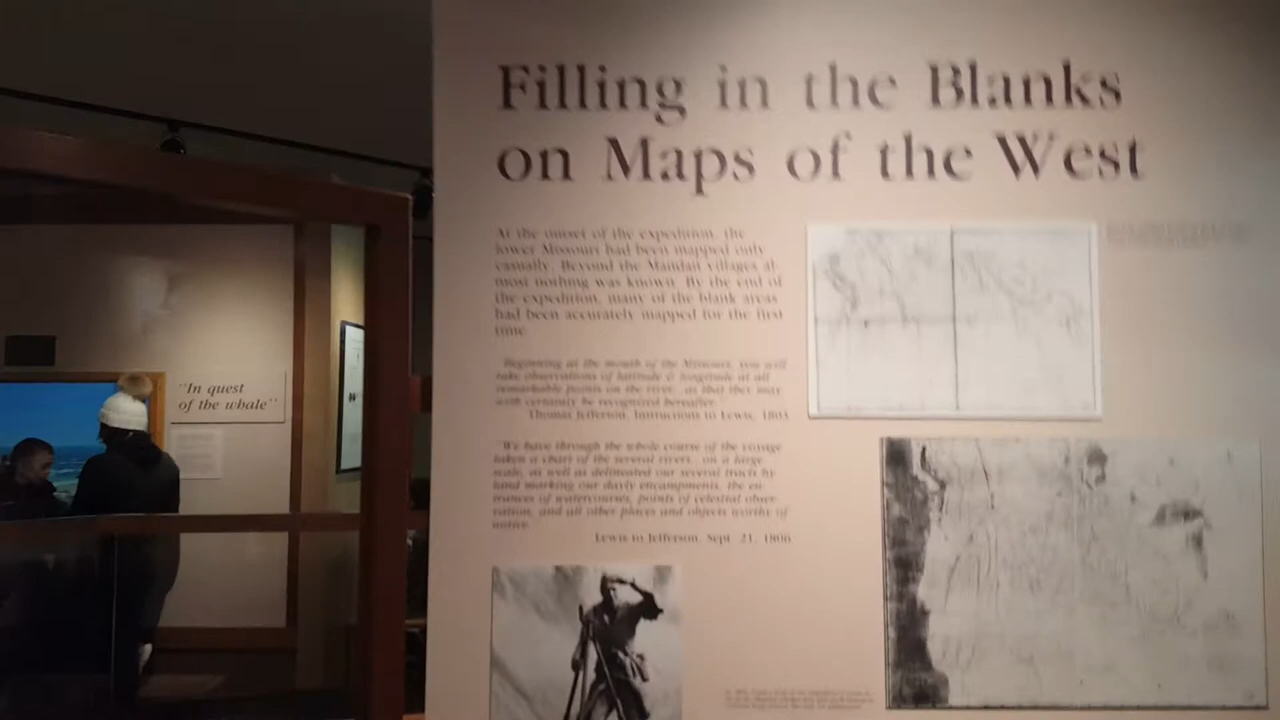 Filling in the Blanks
on Maps of the West
At the outset of the expedition, the
lower Missouri had been mapped only
casually. Beyond the Mandan villages al-
most nothing was known. By the end of
the expedition, many of the blank areas
had been accurately mapped for the first
time.
"Beginning at the mouth of the Missouri, you will
take observations of latitude & longitude at all
remarkable points on the river, as that they may
with certainty be recognized hereafter.
Thomas Jefferson, Instructions to Lewis, 1803
"We have through the whole course of the voyage
taken a chart of the several rivers, on a large
scale, as well as delineated our several tracts by
land marking our dayly encampments, the en-
trances of watercourses, points of celestial obser-
vation, and all other places and objects worthy of
notice.
Lewis to Jefferson, Sept. 21, 1806
"In quest
of the whale"